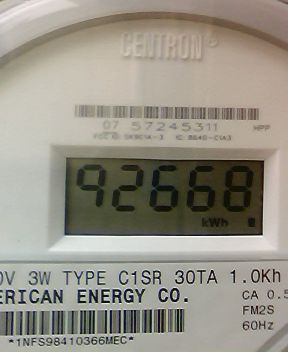 CENTRON®
07 57245311 HPP
92668
kWh
0V 3W TYPE C1SR 30TA 1.0Kh
ERICAN ENERGY CO.
CA 0.5
FM2S
60Hz
*1NFS98410366MEC*